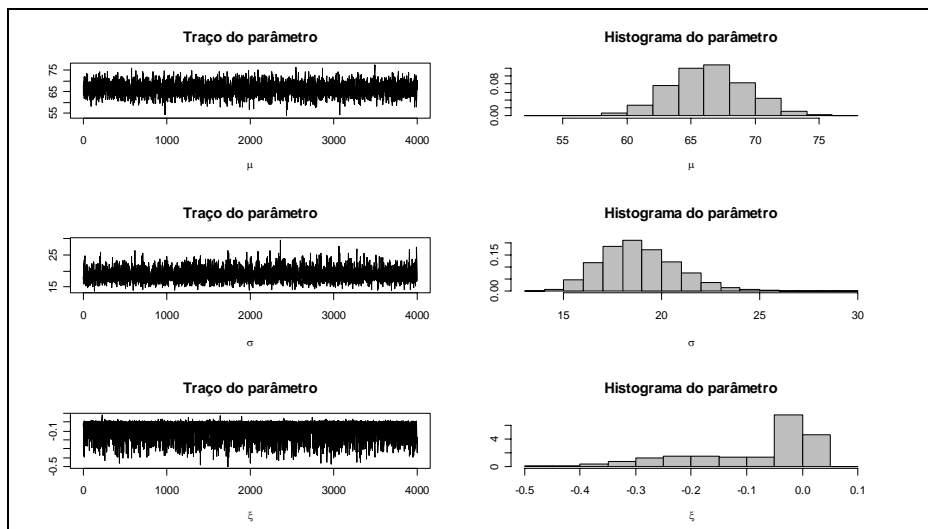 Traço do parâmetro
55 65 75
0 1000 2000 3000 4000
μ
Histograma do parâmetro
0.00 0.08
55 60 65 70 75
μ
Traço do parâmetro
15 25
0 1000 2000 3000 4000
σ
Histograma do parâmetro
0.00 0.15
15 20 25 30
σ
Traço do parâmetro
-0.5 -0.1
0 1000 2000 3000 4000
ξ
Histograma do parâmetro
0 4
-0.5 -0.4 -0.3 -0.2 -0.1 0.0 0.1
ξ